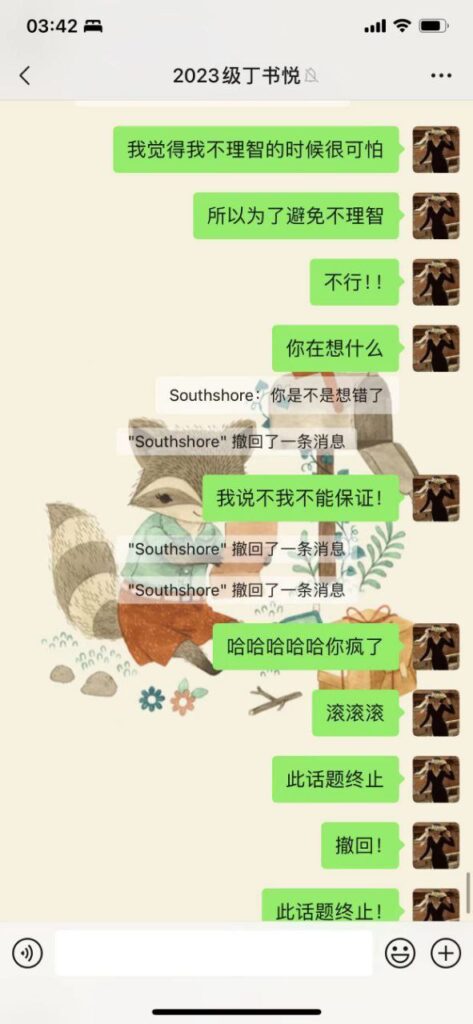 03:42
2023级丁书悦
我觉得我不理智的时候很可怕
所以为了避免不理智
不行！！
你在想什么
Southshore：你是不是想错了
"Southshore" 撤回了一条消息
我说不我不能保证！
"Southshore" 撤回了一条消息
"Southshore" 撤回了一条消息
哈哈哈哈哈你疯了
滚滚滚
此话题终止
撤回！
此话题终止！